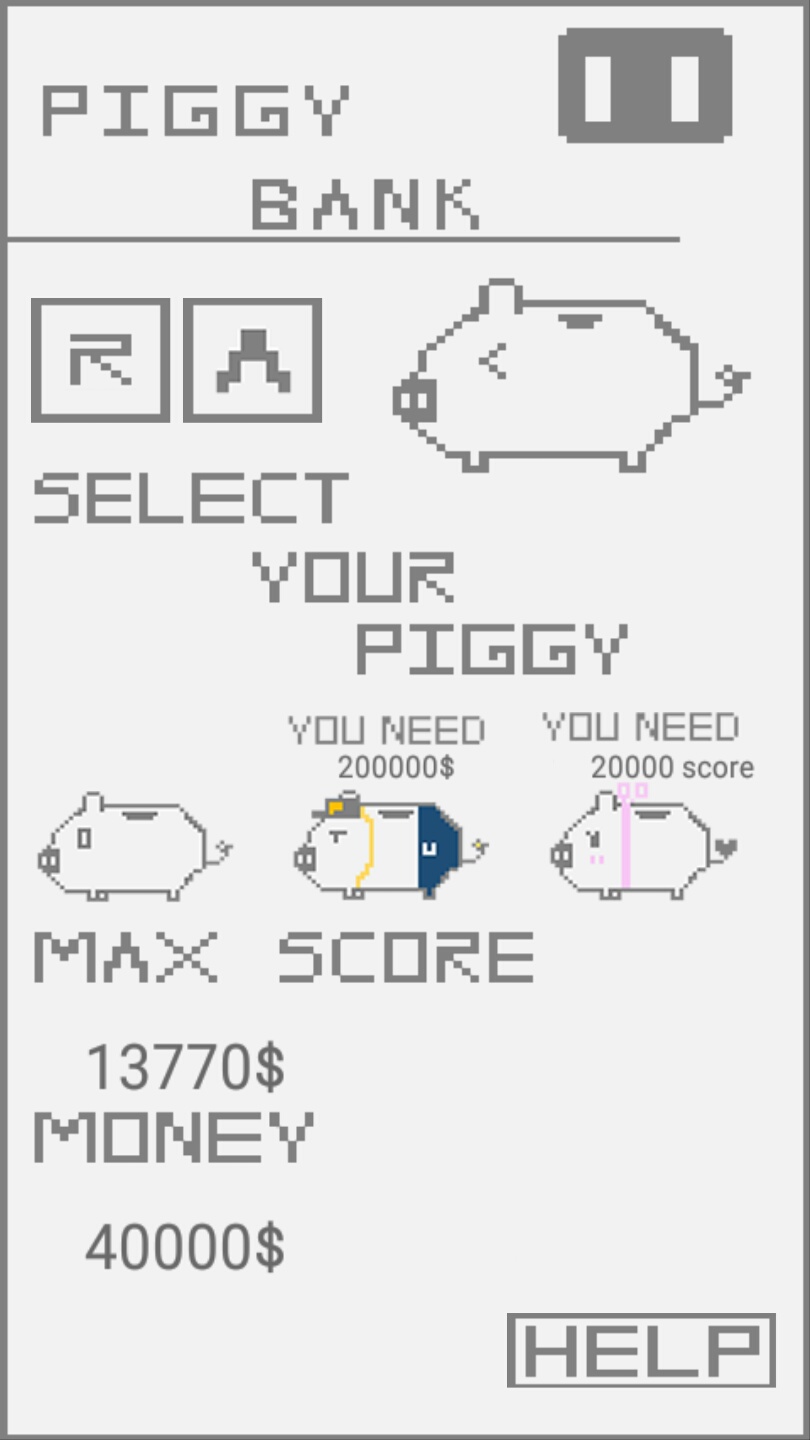 PIGGY
BANK
R A
SELECT
YOUR
PIGGY
YOU NEED
200000$
YOU NEED
20000 score
U
MAX SCORE
13770$
MONEY
40000$
HELP